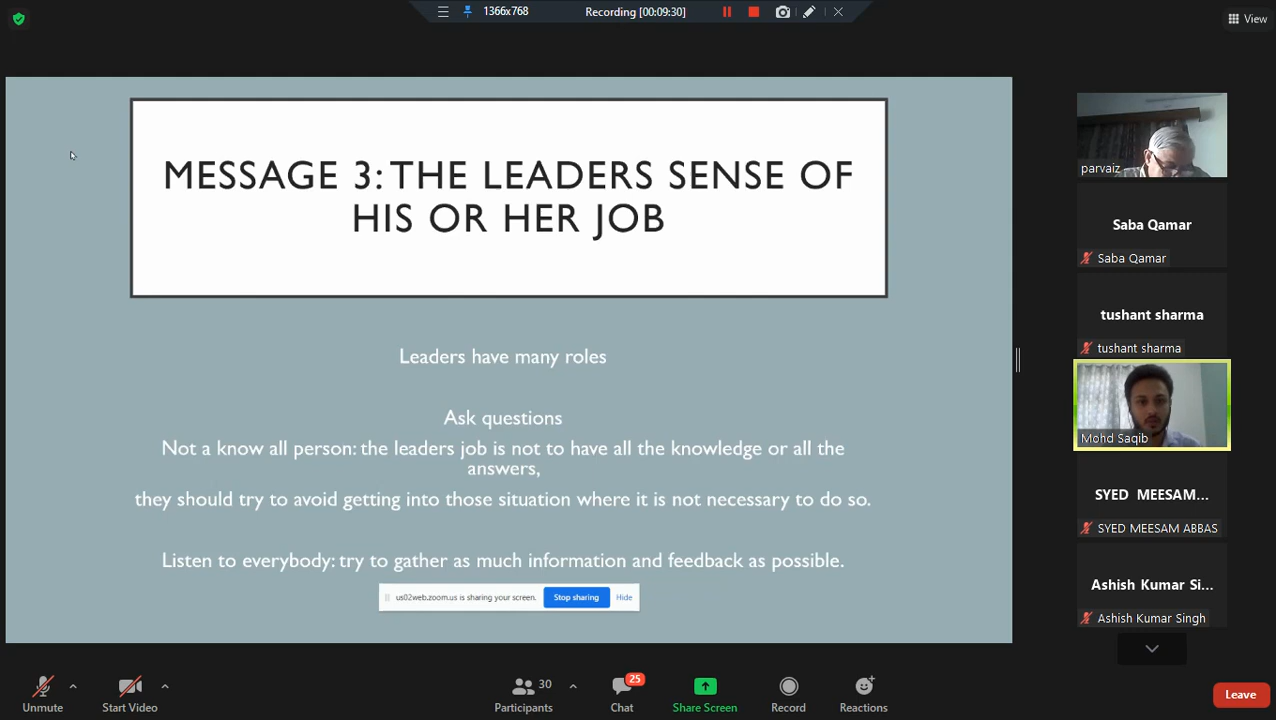 1366x768
Recording [00:09:30]
View
MESSAGE 3: THE LEADERS SENSE OF
HIS OR HER JOB
Leaders have many roles
Ask questions
Not a know all person: the leaders job is not to have all the knowledge or all the
answers,
they should try to avoid getting into those situation where it is not necessary to do so.
Listen to everybody: try to gather as much information and feedback as possible.
us02web.zoom.us is sharing your screen.
Stop sharing
Hide
parvaiz
Saba Qamar
Saba Qamar
tushant sharma
tushant sharma
Mohd Saqib
SYED MEESAM...
SYED MEESAM ABBAS
Ashish Kumar Si...
Ashish Kumar Singh
Unmute
Start Video
30
Participants
25
Chat
Share Screen
Record
Reactions
Leave